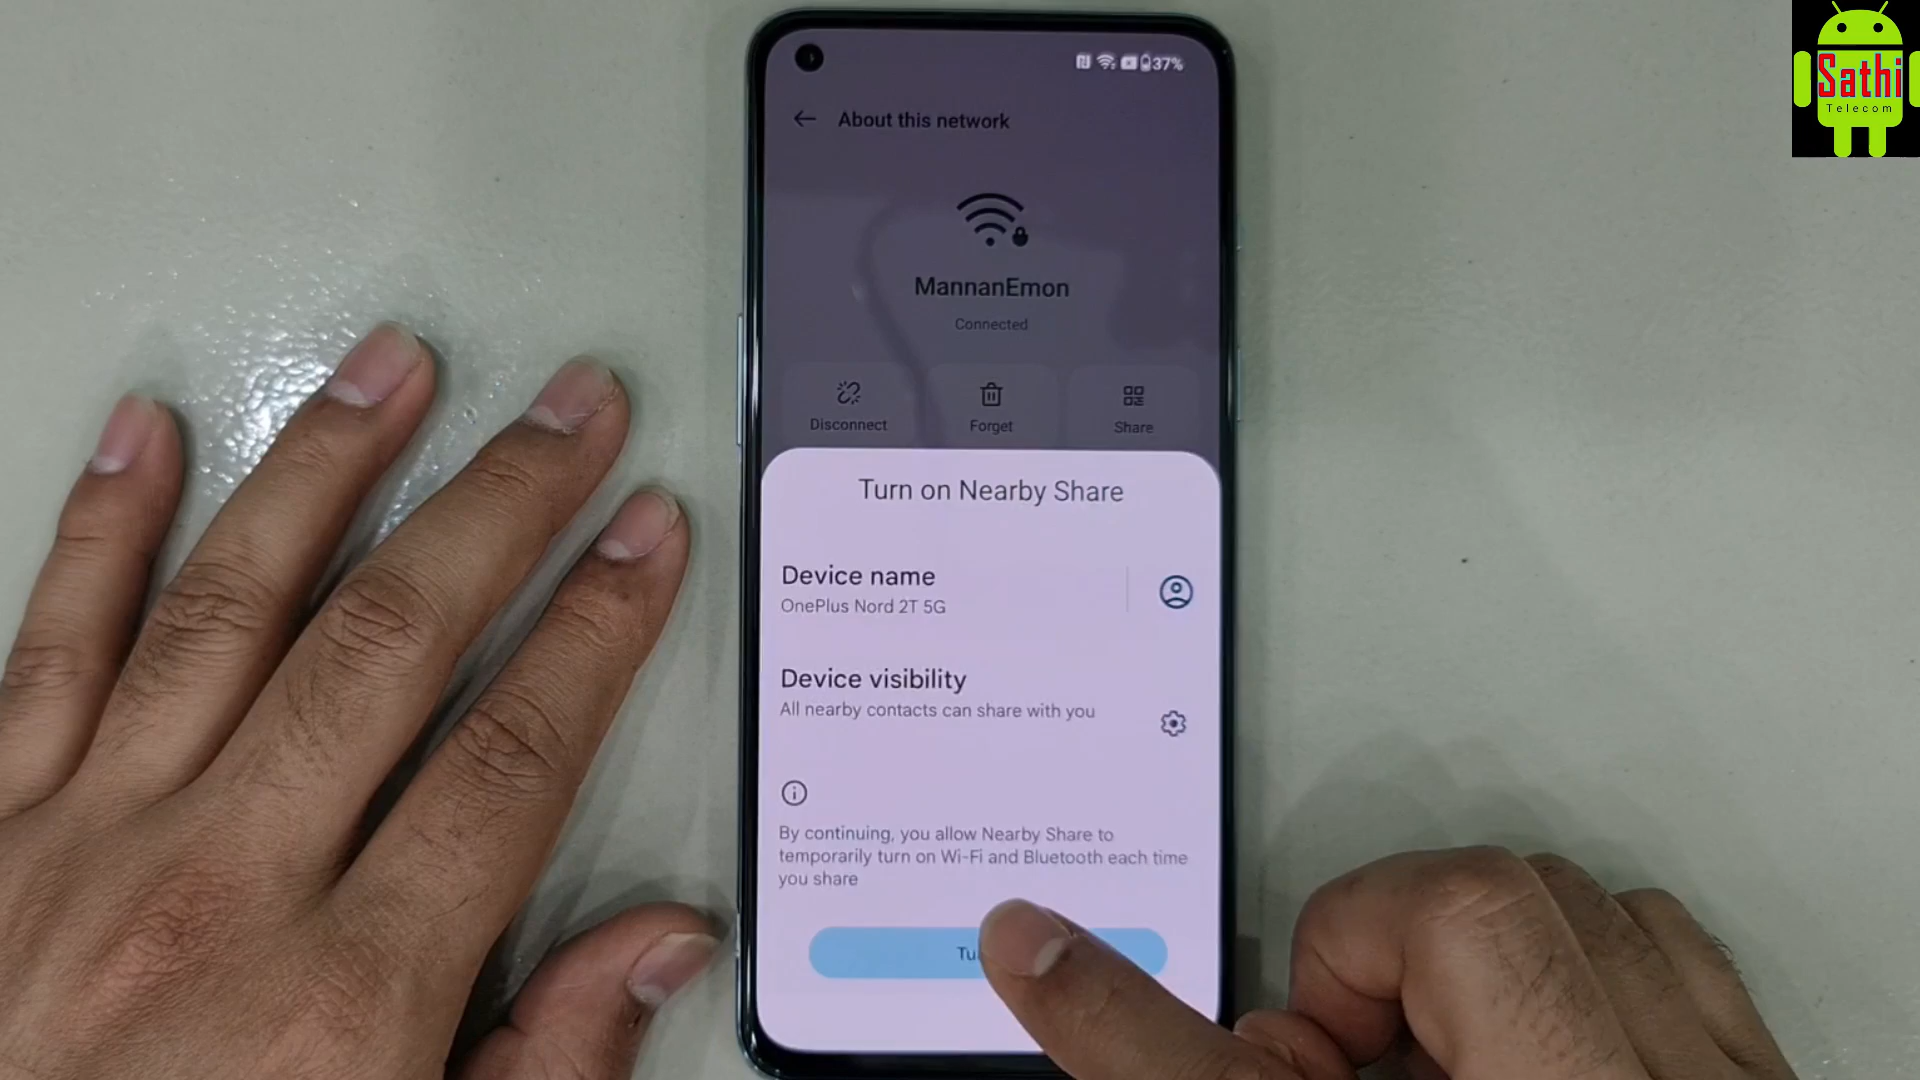 37%
About this network
MannanEmon
Connected
Disconnect
Forget
Share
Turn on Nearby Share
Device name
OnePlus Nord 2T 5G
Device visibility
All nearby contacts can share with you
By continuing, you allow Nearby Share to
temporarily turn on Wi-Fi and Bluetooth each time
you share
Sathi
Telecom